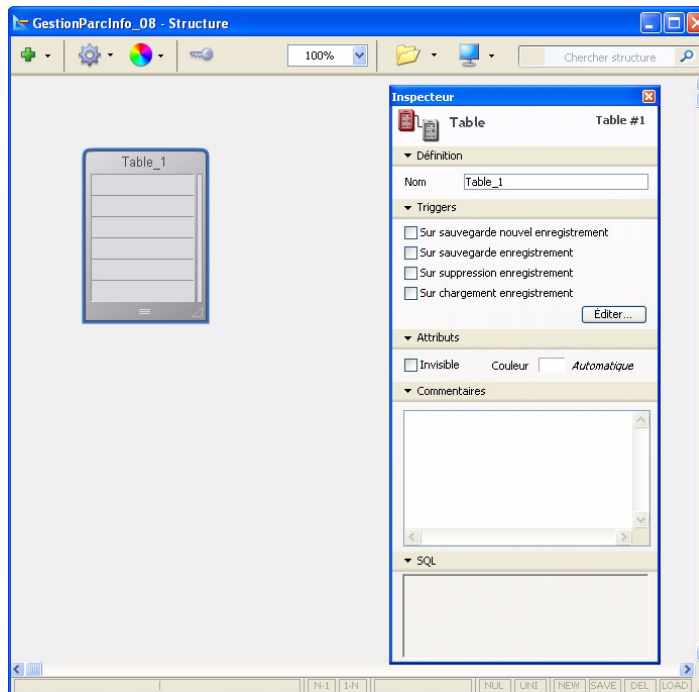 GestionParcInfo_08 - Structure
100%
Chercher structure
Inspecteur
Table
Table #1
Table_1
Définition
Nom
Table_1
Triggers
Sur sauvegarde nouvel enregistrement
Sur sauvegarde enregistrement
Sur suppression enregistrement
Sur chargement enregistrement
Éditer...
Attributs
Invisible
Couleur
Automatique
Commentaires
SQL
N-1
1-N
NUL
UNI
NEW
SAVE
DEL
LOAD